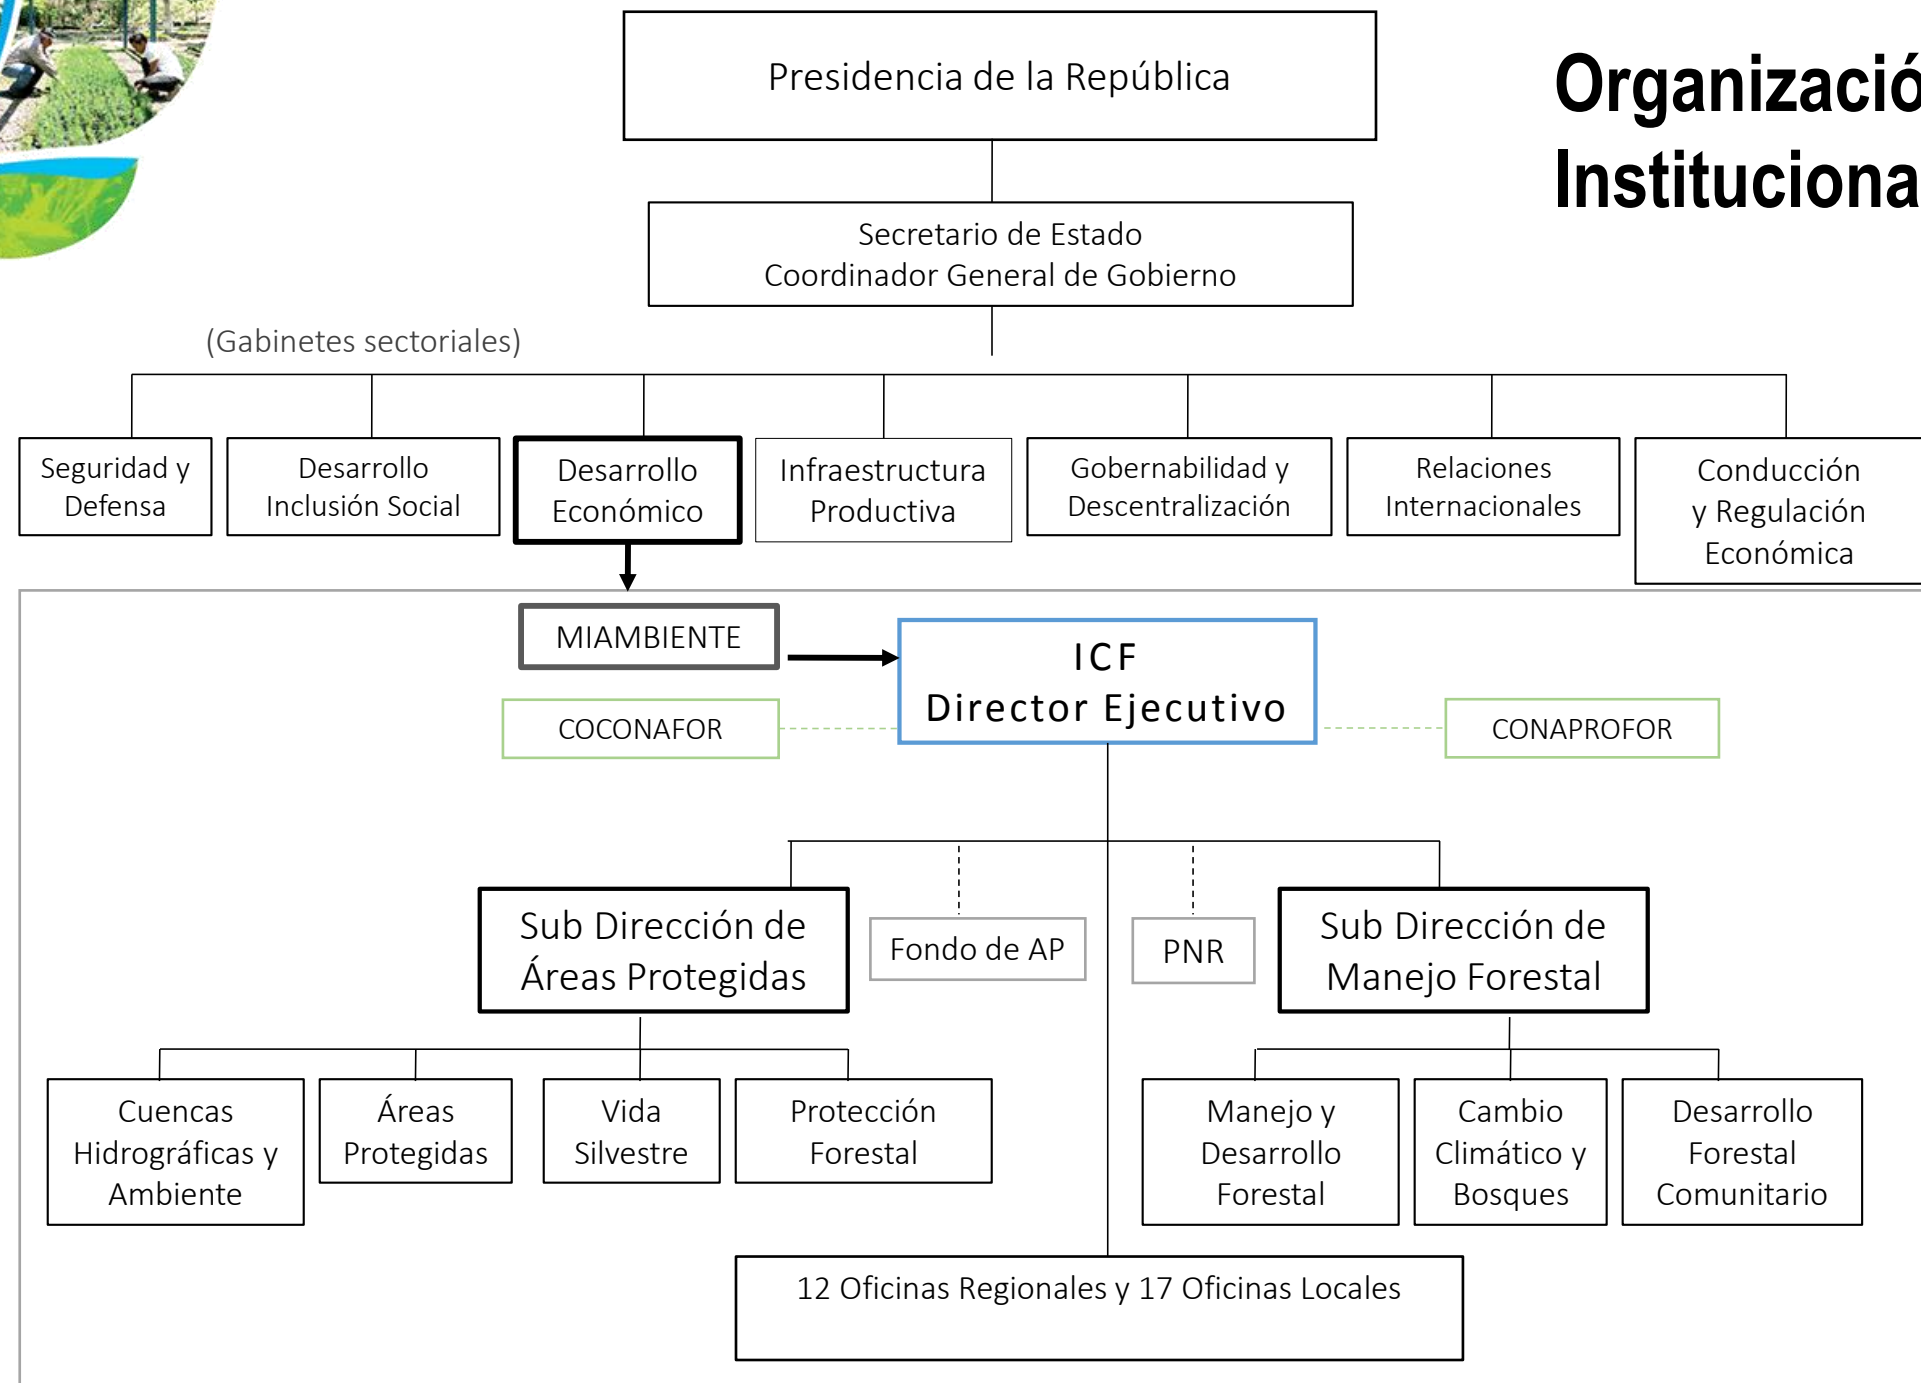 Organizació
Instituciona
Presidencia de la República
Secretario de Estado
Coordinador General de Gobierno
(Gabinetes sectoriales)
Seguridad y
Defensa
Desarrollo
Inclusión Social
Desarrollo
Económico
Infraestructura
Productiva
Gobernabilidad y
Descentralización
Relaciones
Internacionales
Conducción
y Regulación
Económica
MIAMBIENTE
ICF
Director Ejecutivo
COCONAFOR
CONAPROFOR
Sub Dirección de
Áreas Protegidas
Fondo de AP
PNR
Sub Dirección de
Manejo Forestal
Cuencas
Hidrográficas y
Ambiente
Áreas
Protegidas
Vida
Silvestre
Protección
Forestal
Manejo y
Desarrollo
Forestal
Cambio
Climático y
Bosques
Desarrollo
Forestal
Comunitario
12 Oficinas Regionales y 17 Oficinas Locales